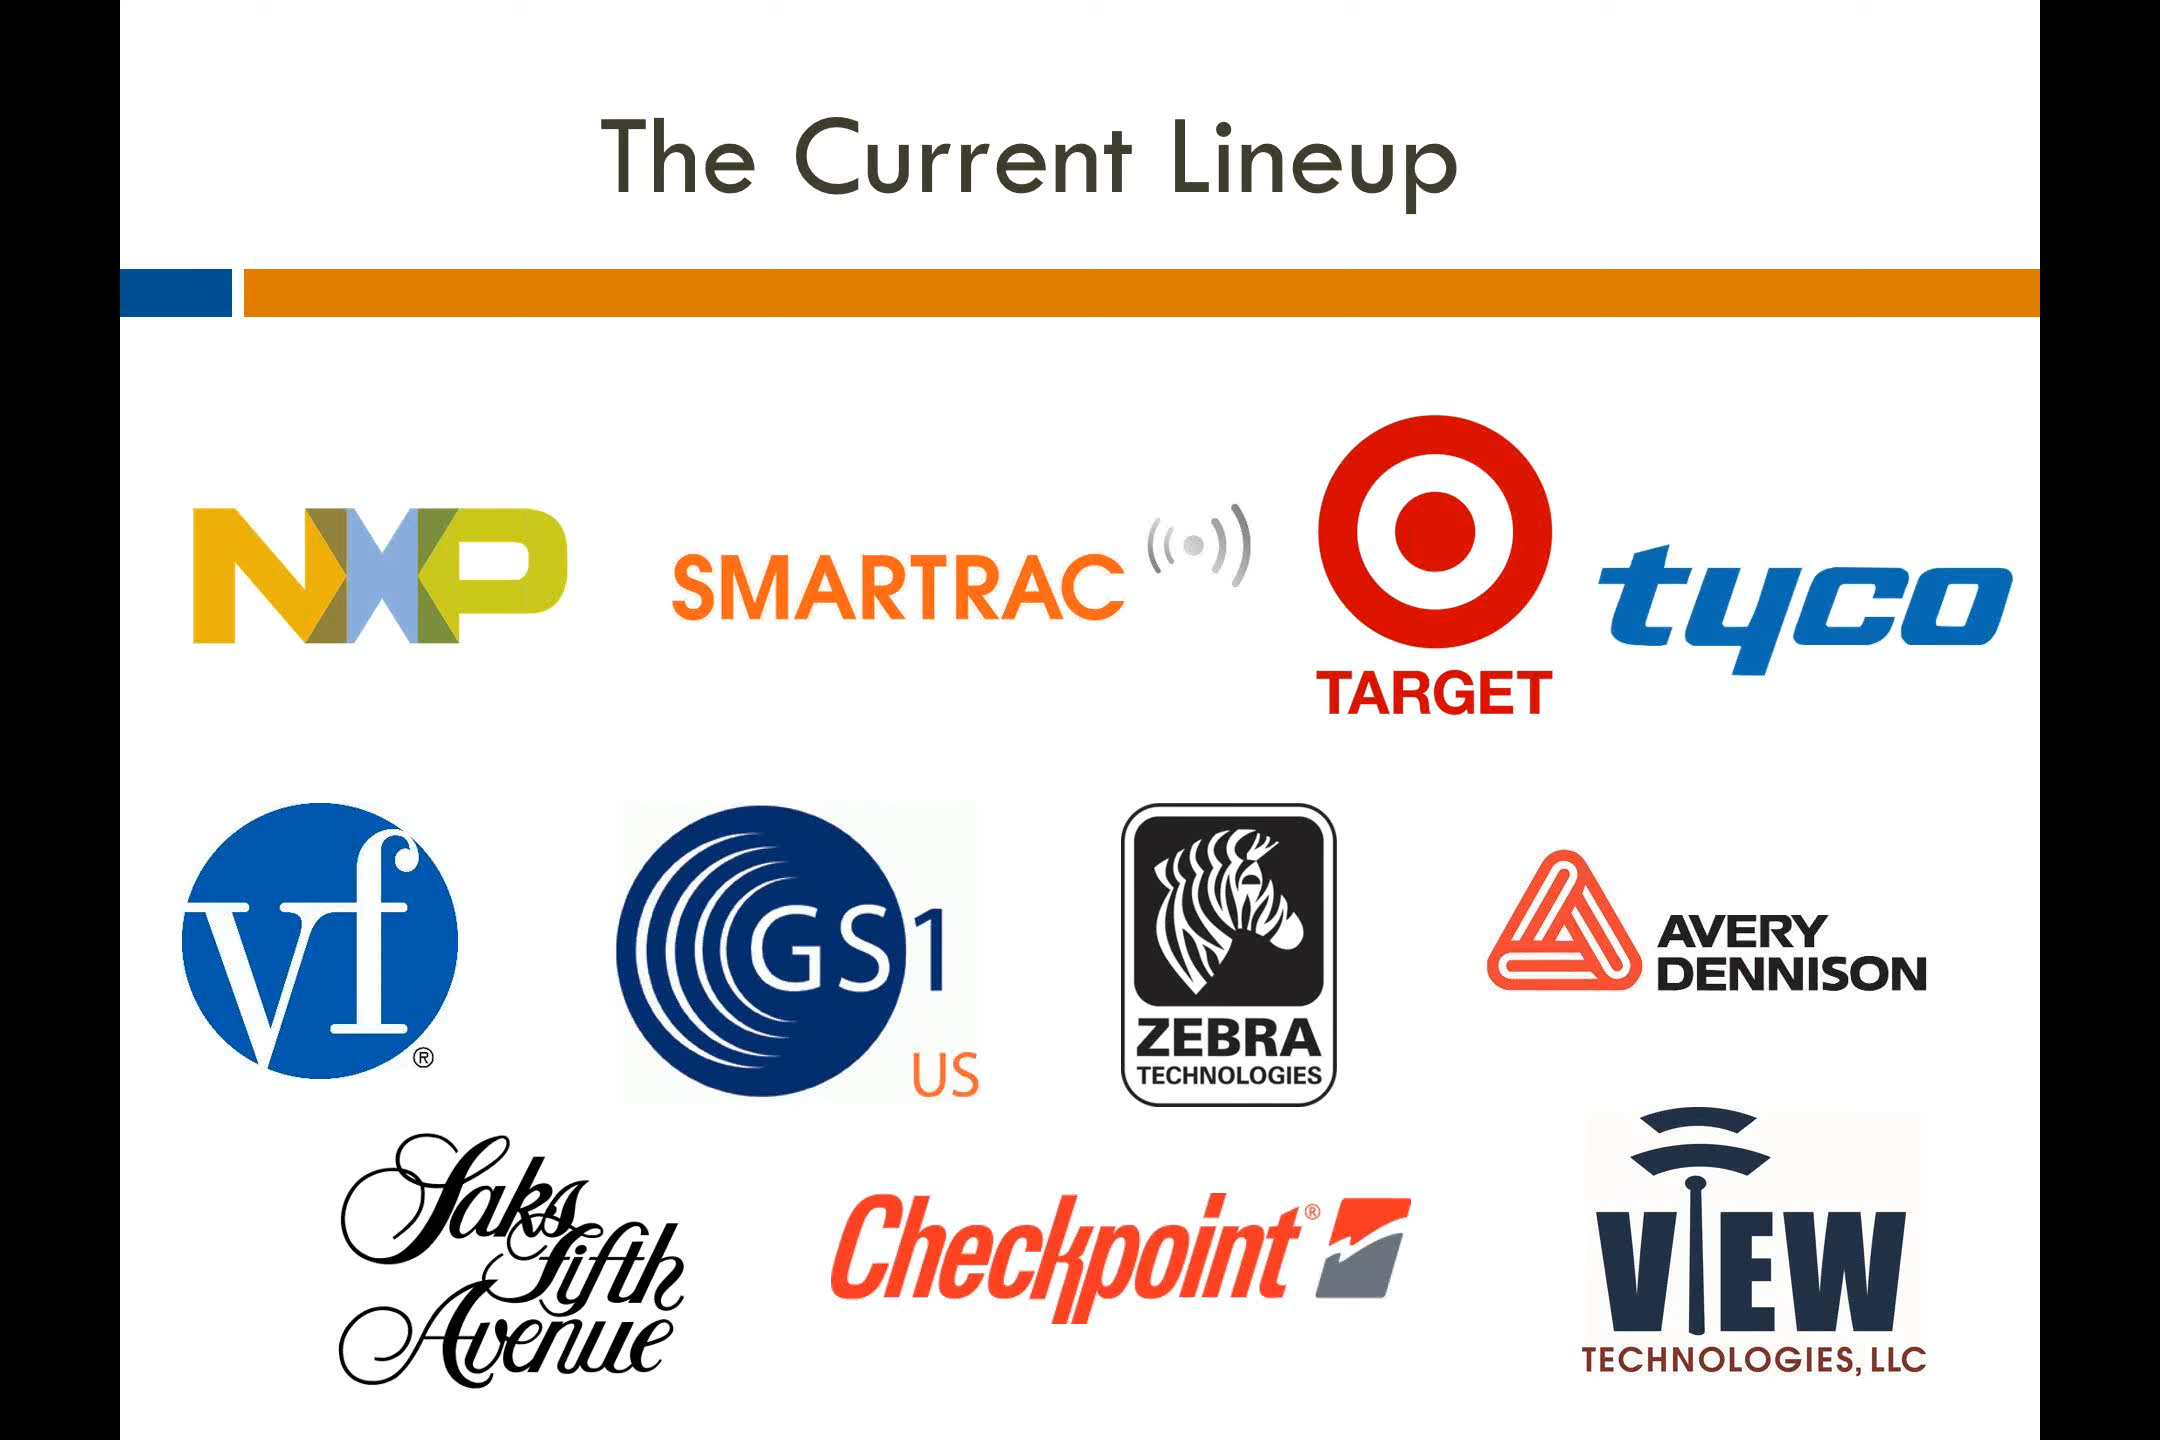 The Current Lineup
NXP
SMARTRAC
TARGET
tyco
vf
®
GS1
US
ZEBRA
TECHNOLOGIES
AVERY
DENNISON
Saks
Fifth
Avenue
Checkpoint®
VIEW
TECHNOLOGIES, LLC